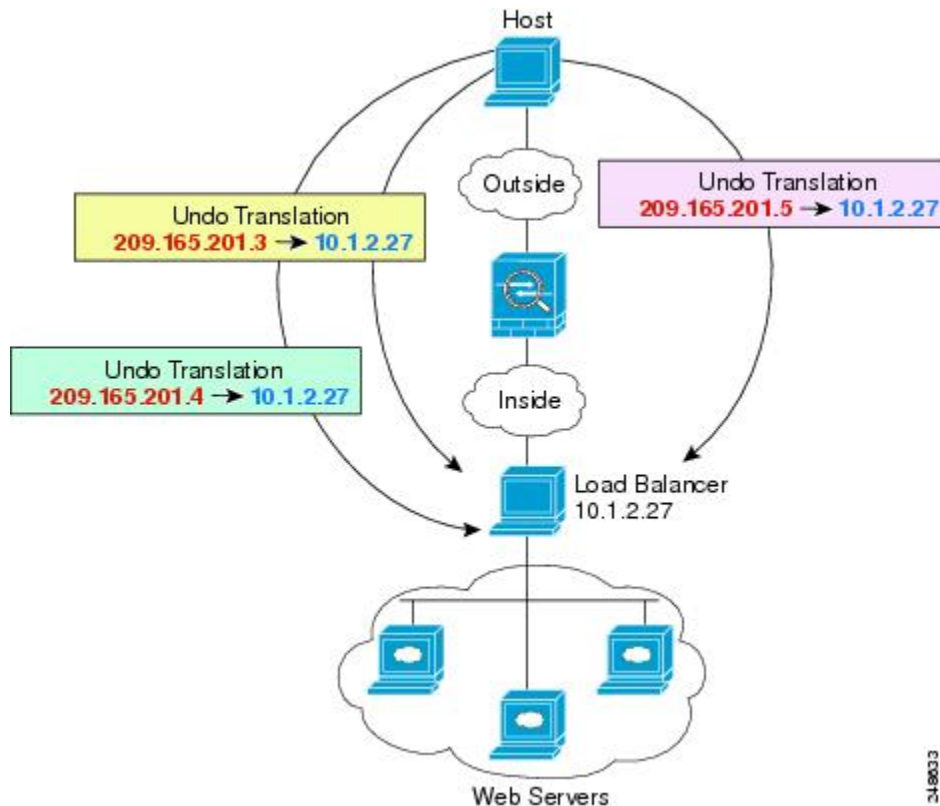 Host
Outside
Undo Translation
209.165.201.5 → 10.1.2.27
Undo Translation
209.165.201.3 → 10.1.2.27
Undo Translation
209.165.201.4 → 10.1.2.27
Inside
Load Balancer
10.1.2.27
Web Servers
248633